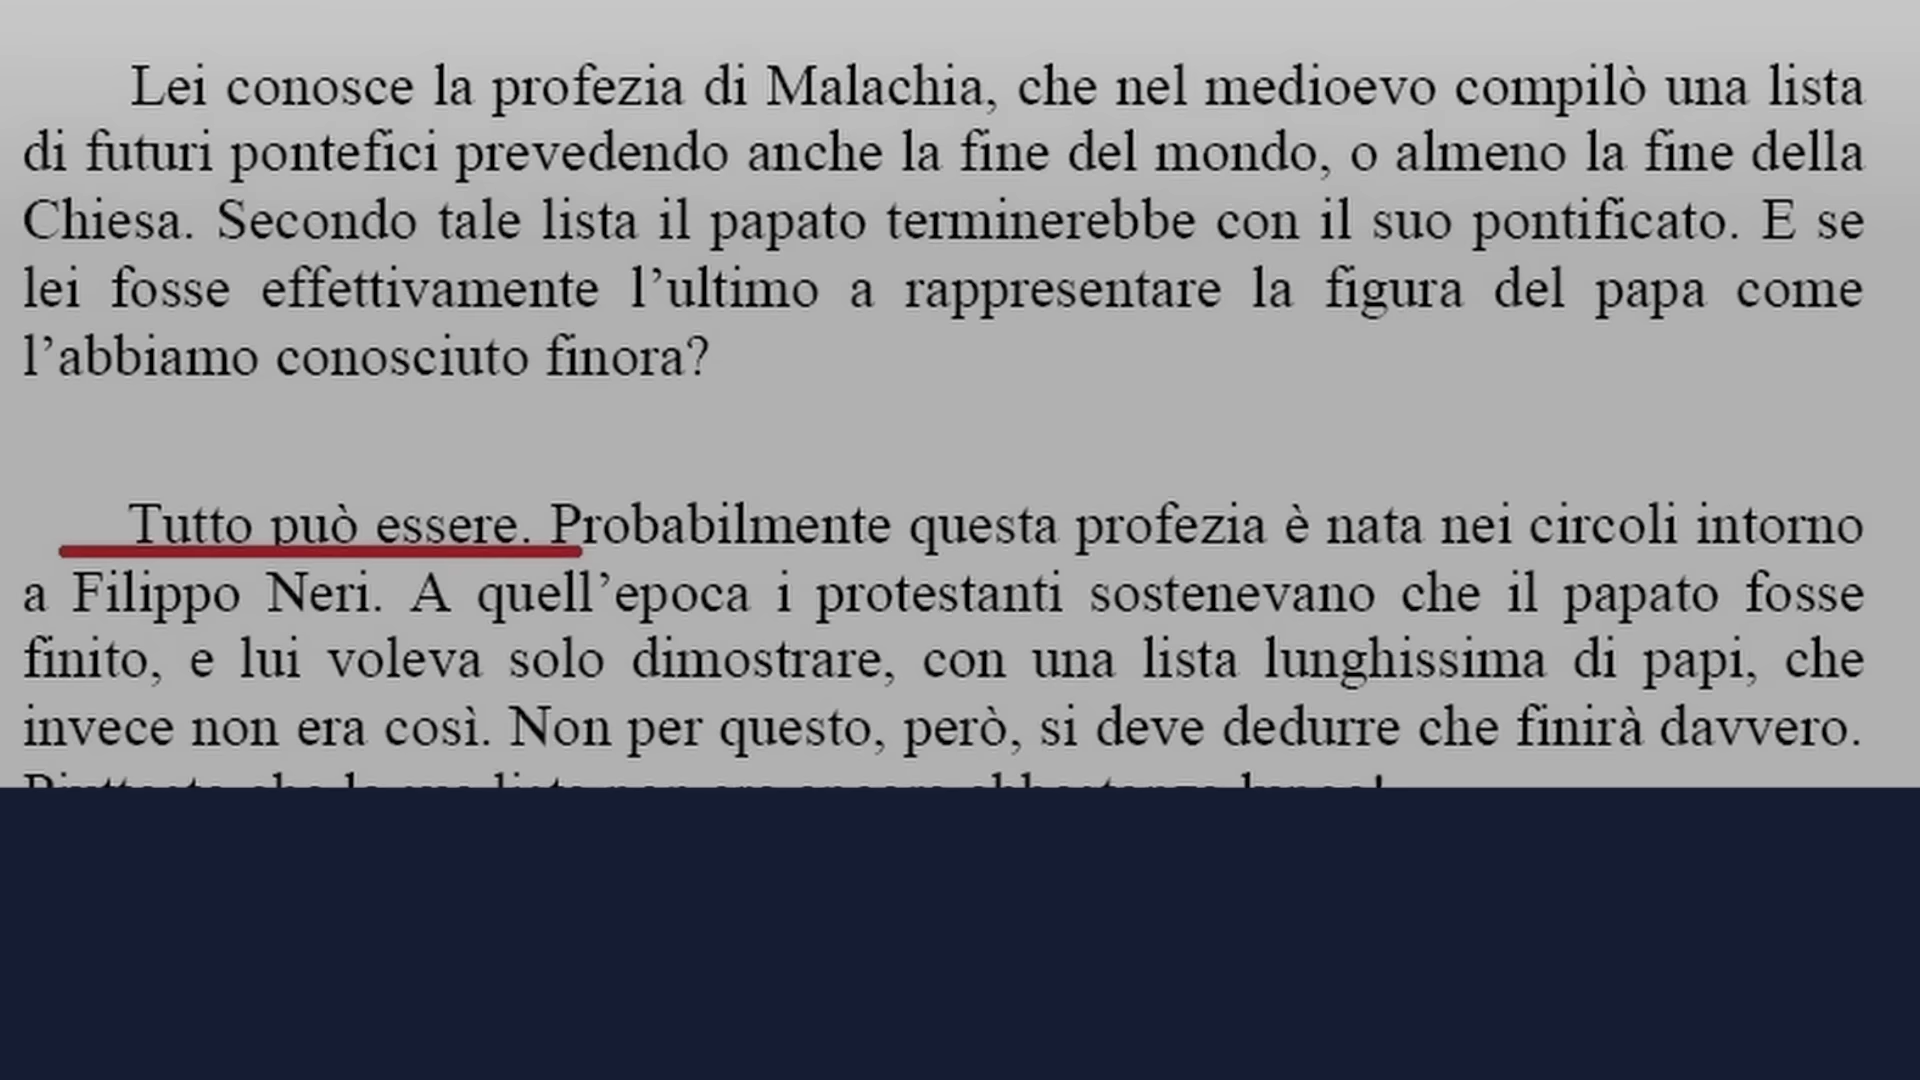 Lei conosce la profezia di Malachia, che nel medioevo compilò una lista
di futuri pontefici prevedendo anche la fine del mondo, o almeno la fine della
Chiesa. Secondo tale lista il papato terminerebbe con il suo pontificato. E se
lei fosse effettivamente l’ultimo a rappresentare la figura del papa come
l’abbiamo conosciuto finora?
Tutto può essere. Probabilmente questa profezia è nata nei circoli intorno
a Filippo Neri. A quell’epoca i protestanti sostenevano che il papato fosse
finito, e lui voleva solo dimostrare, con una lista lunghissima di papi, che
invece non era così. Non per questo, però, si deve dedurre che finirà davvero.